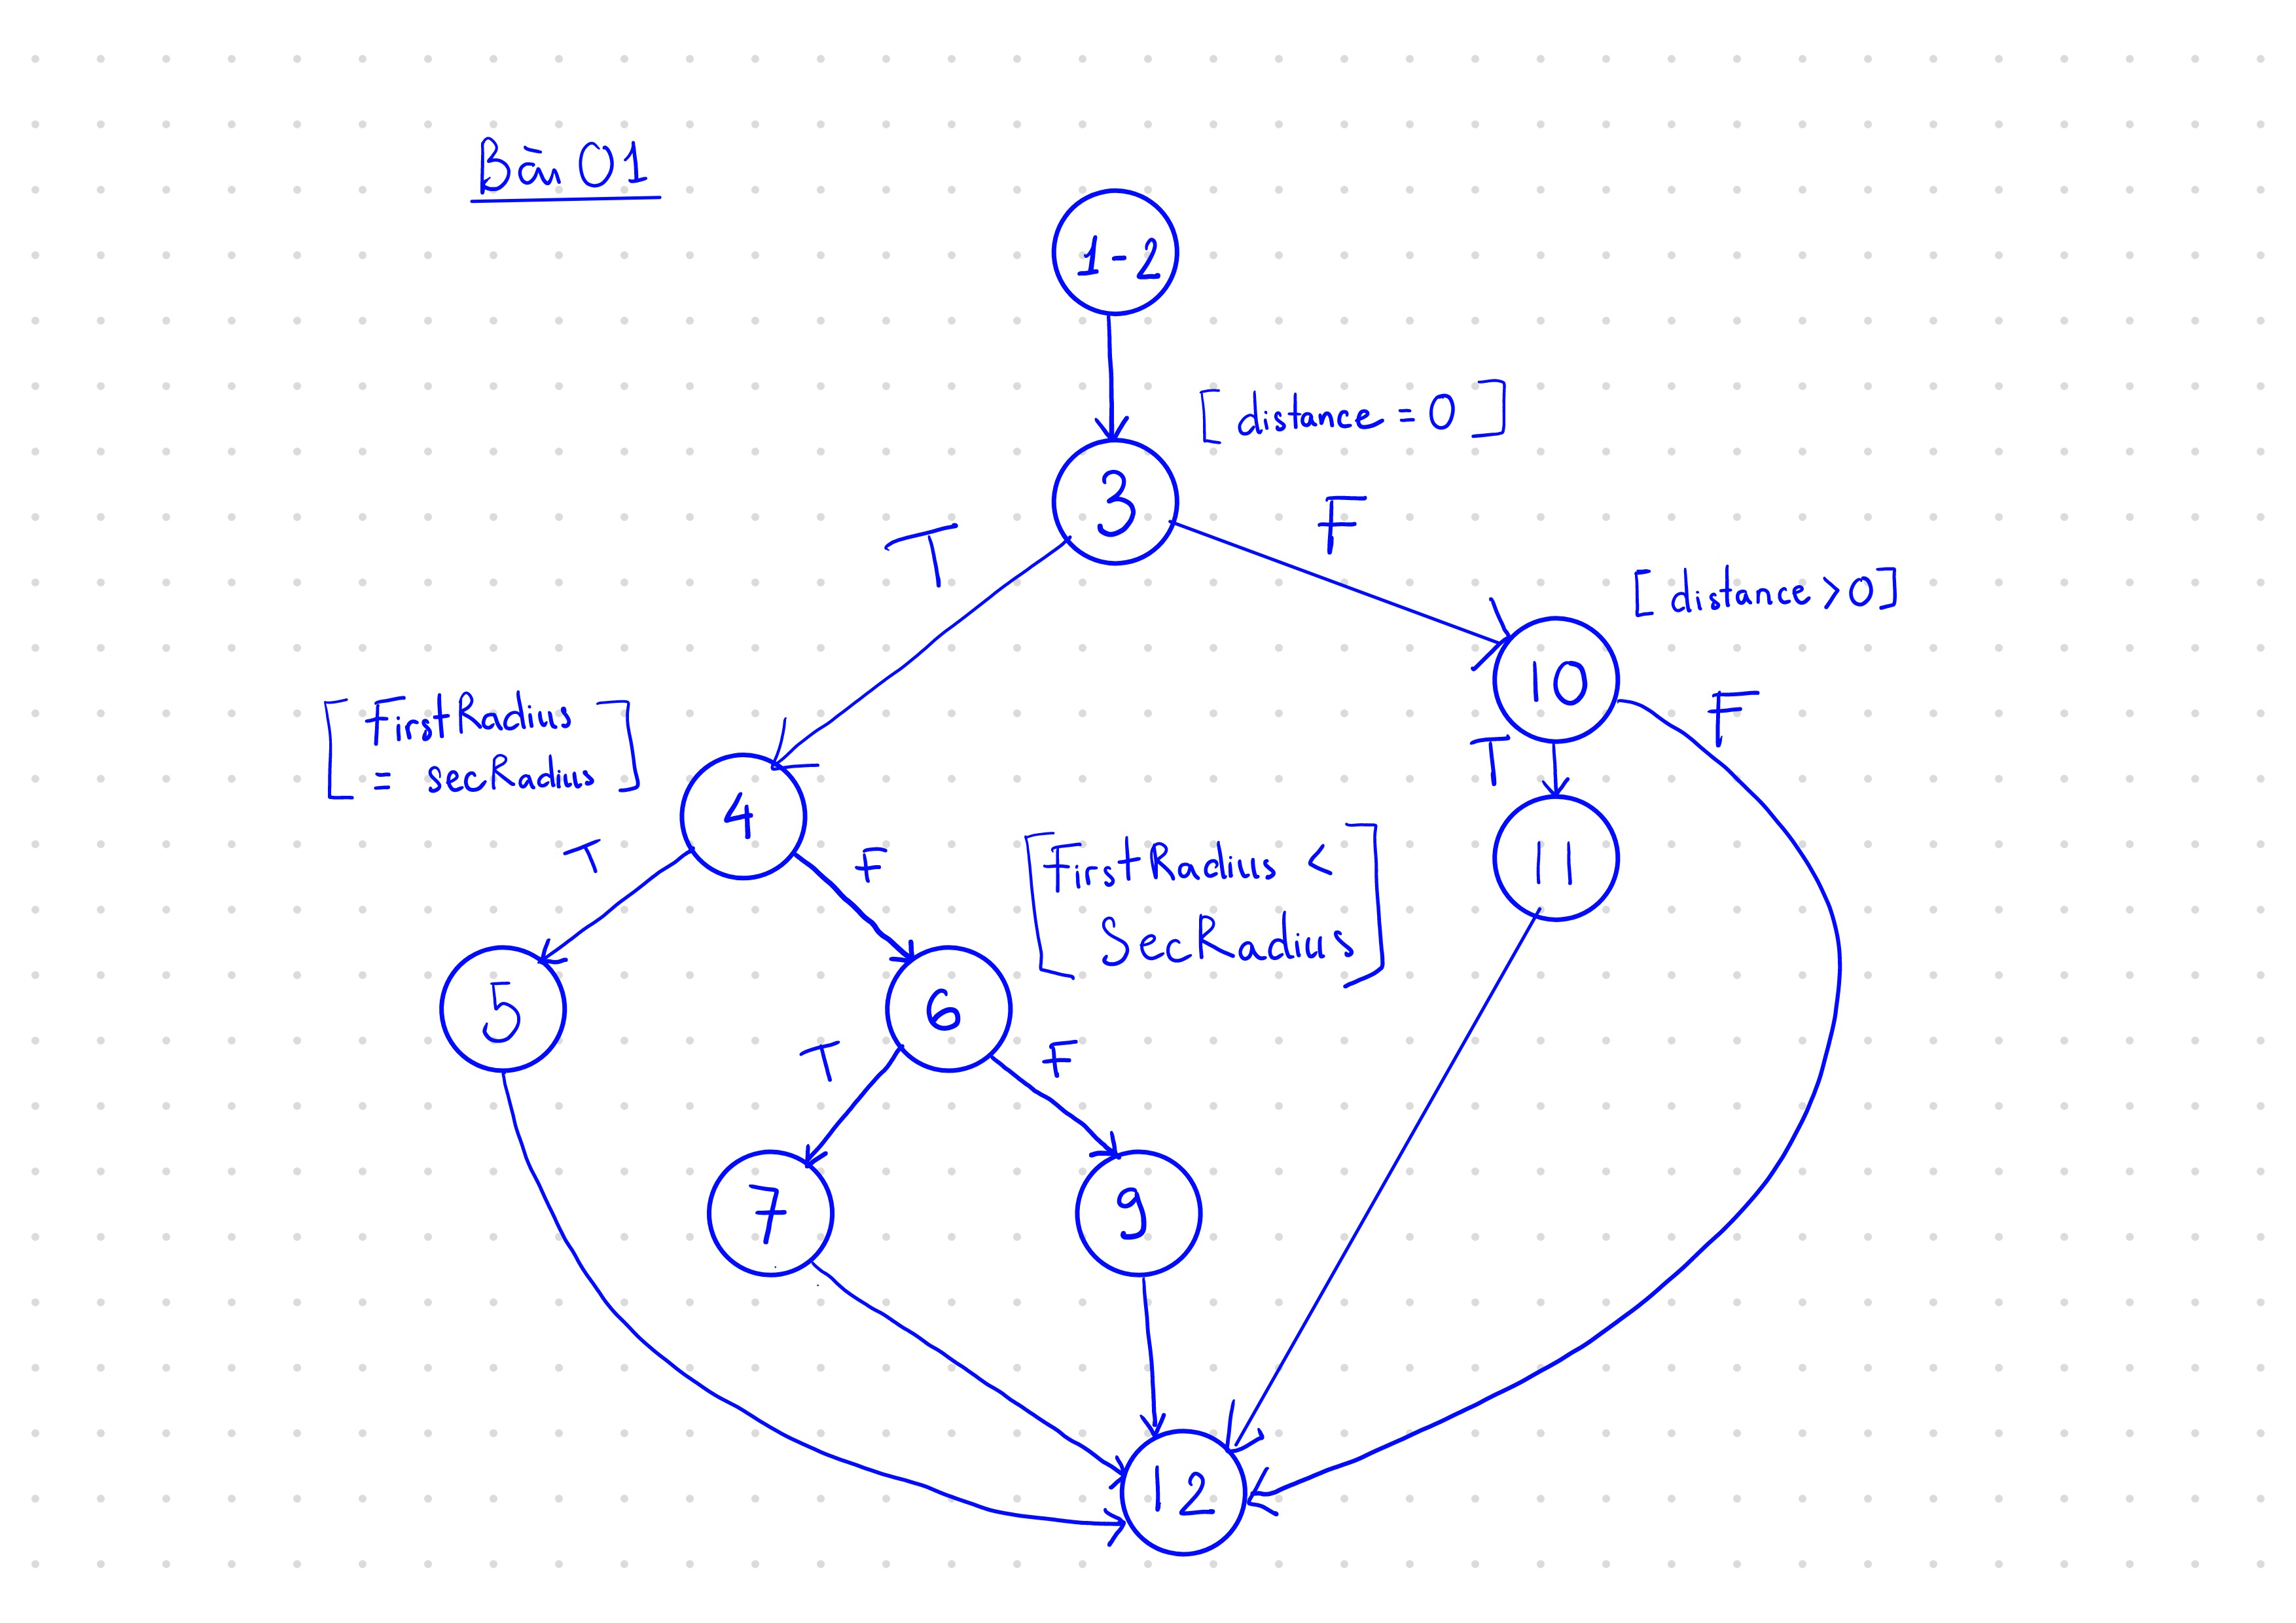 Bài 01
1-2
[ distance = 0 ]
3
T
F
[ distance > 0 ]
10
F
T
[ FirstRadius
= secRadius ]
4
11
T
F
[ FirstRadius <
SecRadius ]
5
6
T
F
7
9
12